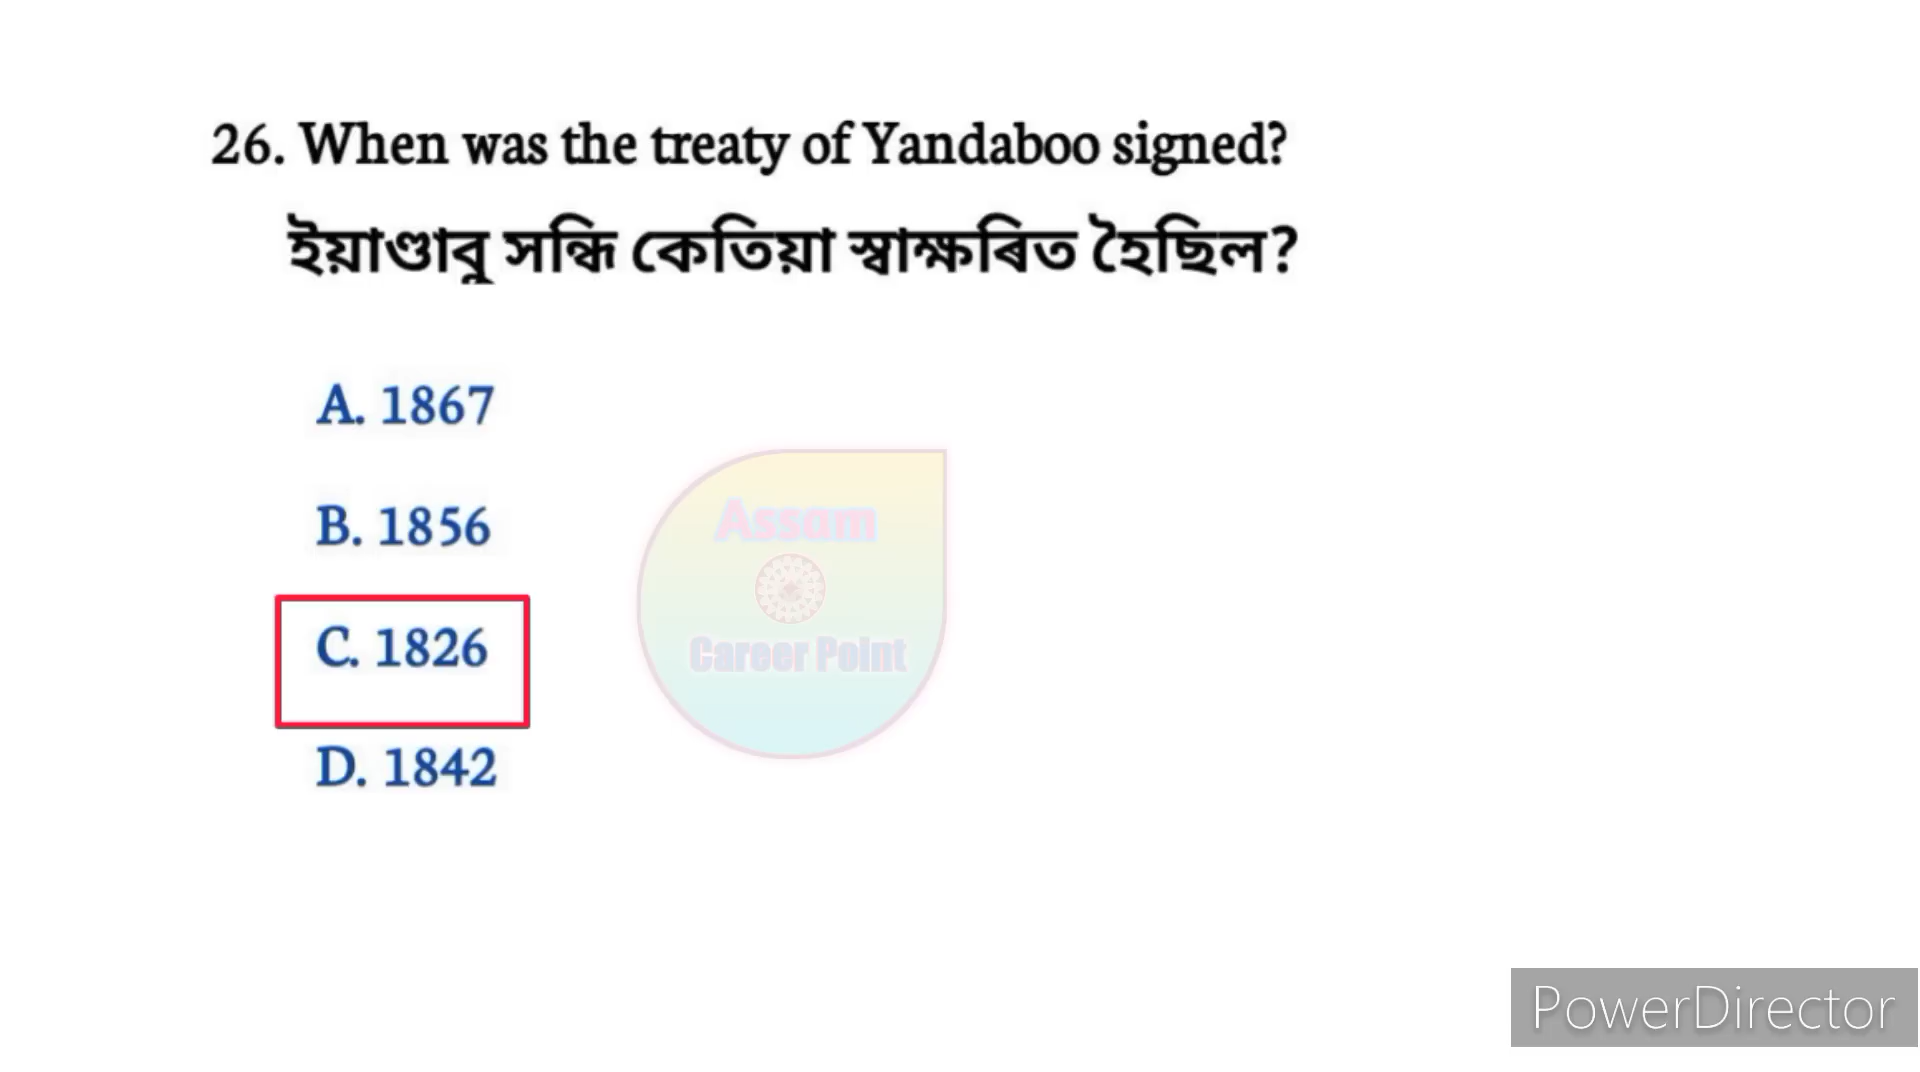 26. When was the treaty of Yandaboo signed?
ইয়াণ্ডাবু সন্ধি কেতিয়া স্বাক্ষৰিত হৈছিল?
A. 1867
B. 1856
C. 1826
D. 1842
Assam
Career Point
PowerDirector